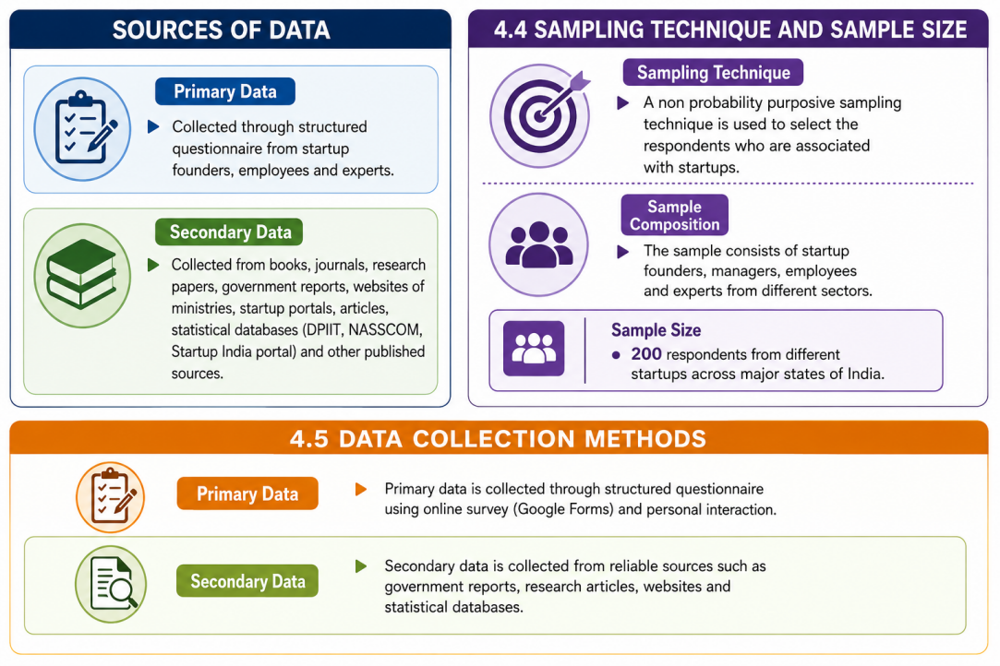 SOURCES OF DATA
Primary Data
Collected through structured
questionnaire from startup
founders, employees and experts.
Secondary Data
Collected from books, journals, research
papers, government reports, websites of
ministries, startup portals, articles,
statistical databases (DPIIT, NASSCOM,
Startup India portal) and other published
sources.
4.4 SAMPLING TECHNIQUE AND SAMPLE SIZE
Sampling Technique
A non probability purposive sampling
technique is used to select the
respondents who are associated
with startups.
Sample
Composition
The sample consists of startup
founders, managers, employees
and experts from different sectors.
Sample Size
• 200 respondents from different
startups across major states of India.
4.5 DATA COLLECTION METHODS
Primary Data
Primary data is collected through structured questionnaire
using online survey (Google Forms) and personal interaction.
Secondary Data
Secondary data is collected from reliable sources such as
government reports, research articles, websites and
statistical databases.